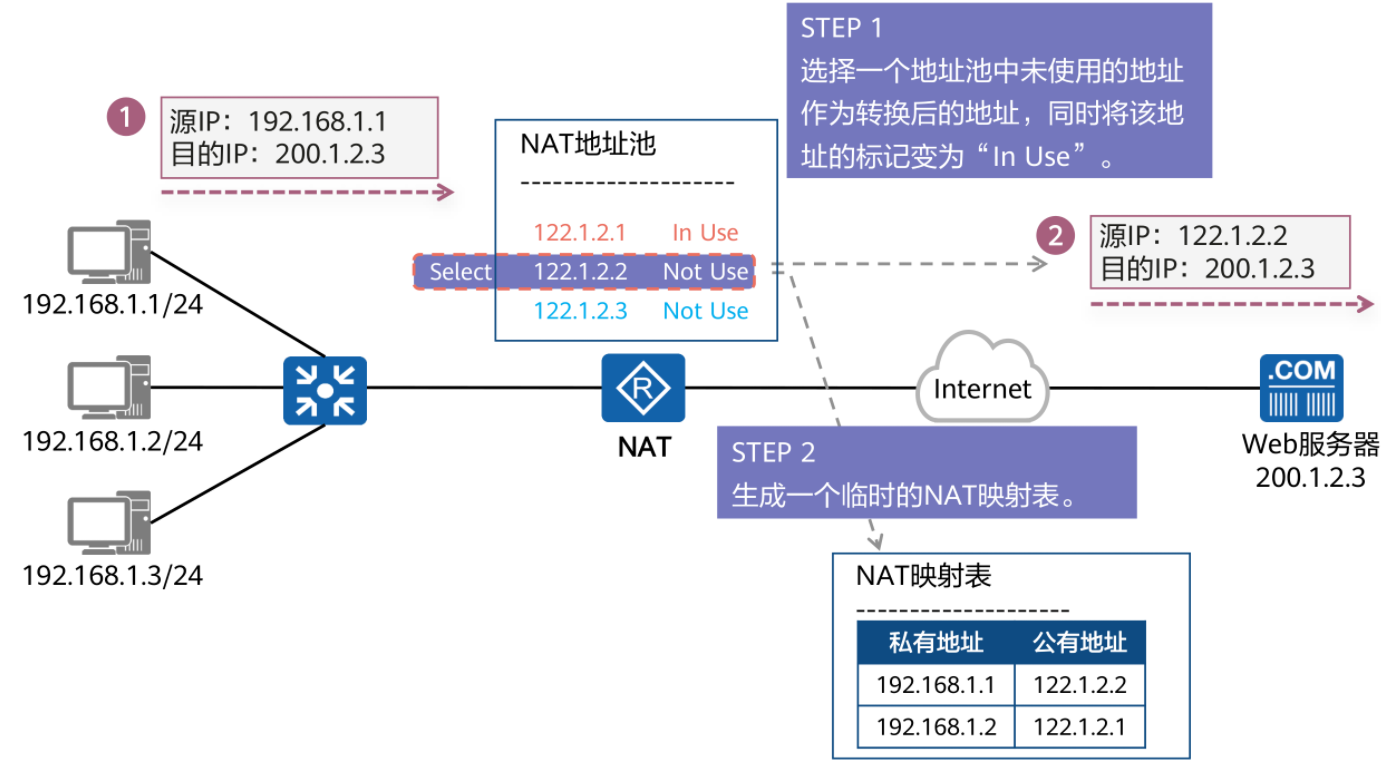 STEP 1
选择一个地址池中未使用的地址
作为转换后的地址，同时将该地
址的标记变为“In Use”。
1
源IP：192.168.1.1
目的IP：200.1.2.3
NAT地址池
--------------------
122.1.2.1 In Use
Select 122.1.2.2 Not Use
122.1.2.3 Not Use
2
源IP：122.1.2.2
目的IP：200.1.2.3
192.168.1.1/24
192.168.1.2/24
192.168.1.3/24
R
NAT
Internet
.COM
Web服务器
200.1.2.3
STEP 2
生成一个临时的NAT映射表。
NAT映射表
--------------------
私有地址 公有地址
192.168.1.1 122.1.2.2
192.168.1.2 122.1.2.1